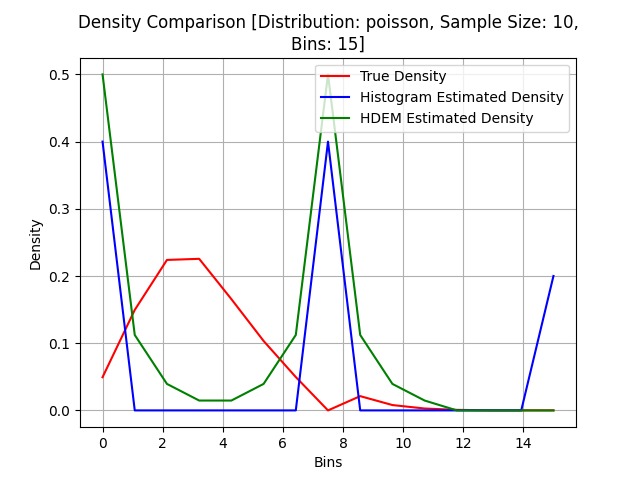 Density Comparison [Distribution: poisson, Sample Size: 10,
Bins: 15]
True Density
Histogram Estimated Density
HDEM Estimated Density
Density
0.5
0.4
0.3
0.2
0.1
0.0
0 2 4 6 8 10 12 14
Bins